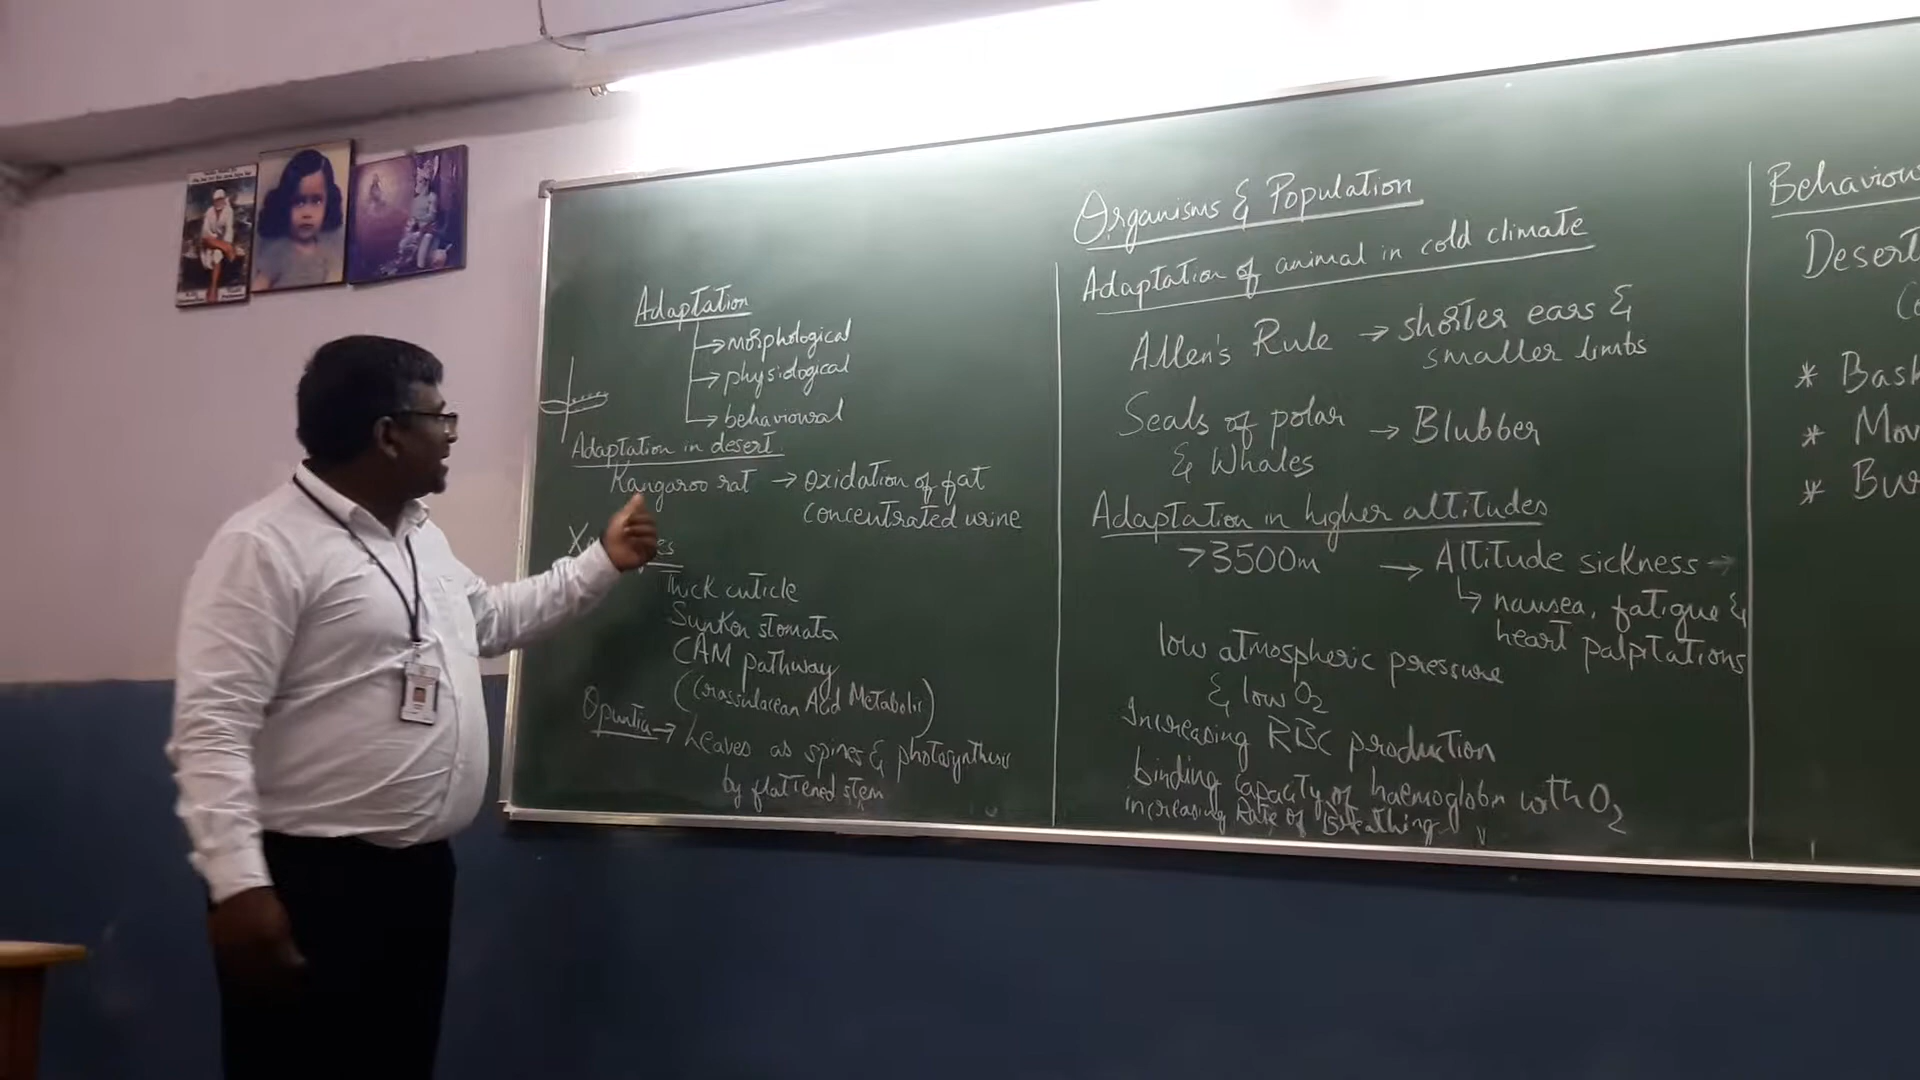 Adaptation
→ morphological
→ physiological
→ behavioural
Adaptation in desert
Kangaroo rat → oxidation of fat
concentrated urine
Thick cuticle
Sunken stomata
CAM pathway
(Crassulacean Acid Metabolic)
Opuntia → Leaves as spines & photosynthesis
by flattened stem
Organisms & Population
Adaptation of animal in cold climate
Allen's Rule → shorter ears &
smaller limbs
Seals of polar → Blubber
& Whales
Adaptation in higher altitudes
>3500m → Altitude sickness →
↳ nausea, fatigue &
heart palpitations
low atmospheric pressure
& low O2
Increasing RBC production
binding capacity of haemoglobin with O2
increasing Rate of Breathing
Behaviou
Desert
(
* Bas
* Mov
* Bu